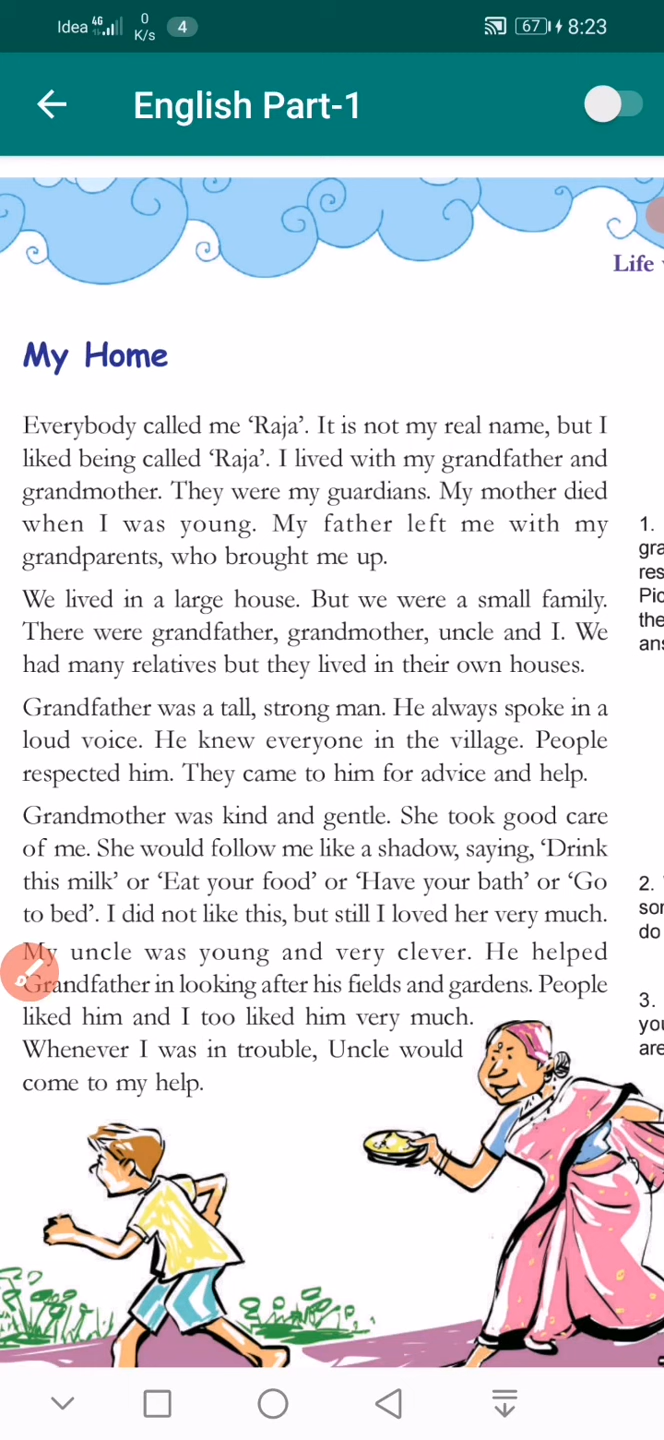 Idea 4G 0 K/s 4 67 8:23
English Part-1
Life
My Home
Everybody called me ‘Raja’. It is not my real name, but I
liked being called ‘Raja’. I lived with my grandfather and
grandmother. They were my guardians. My mother died
when I was young. My father left me with my
grandparents, who brought me up.
We lived in a large house. But we were a small family.
There were grandfather, grandmother, uncle and I. We
had many relatives but they lived in their own houses.
Grandfather was a tall, strong man. He always spoke in a
loud voice. He knew everyone in the village. People
respected him. They came to him for advice and help.
Grandmother was kind and gentle. She took good care
of me. She would follow me like a shadow, saying, ‘Drink
this milk’ or ‘Eat your food’ or ‘Have your bath’ or ‘Go
to bed’. I did not like this, but still I loved her very much.
My uncle was young and very clever. He helped
Grandfather in looking after his fields and gardens. People
liked him and I too liked him very much.
Whenever I was in trouble, Uncle would
come to my help.
1.
gra
res
Pic
the
ans
2.
sor
do
3.
you
are